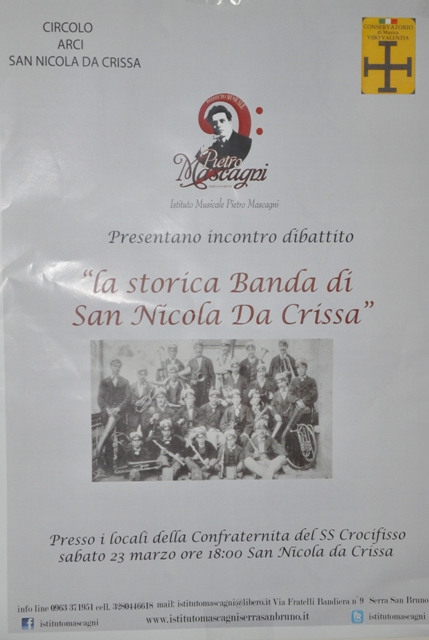 CIRCOLO
ARCI
SAN NICOLA DA CRISSA
CONSERVATORIO
di Musica
VIBO VALENTIA
ISTITUTO MUSICALE
Pietro
Mascagni
Istituto Musicale Pietro Mascagni
Presentano incontro dibattito
"la storica Banda di
San Nicola Da Crissa"
Presso i locali della Confraternita del SS Crocifisso
sabato 23 marzo ore 18:00 San Nicola da Crissa
info line 0963 371951 cell. 3280446618 mail: istitutomascagni@libero.it Via Fratelli Bandiera n°9 Serra San Bruno
istitutomascagni www.istitutomascagniserrasanbruno.it istitutomascagni